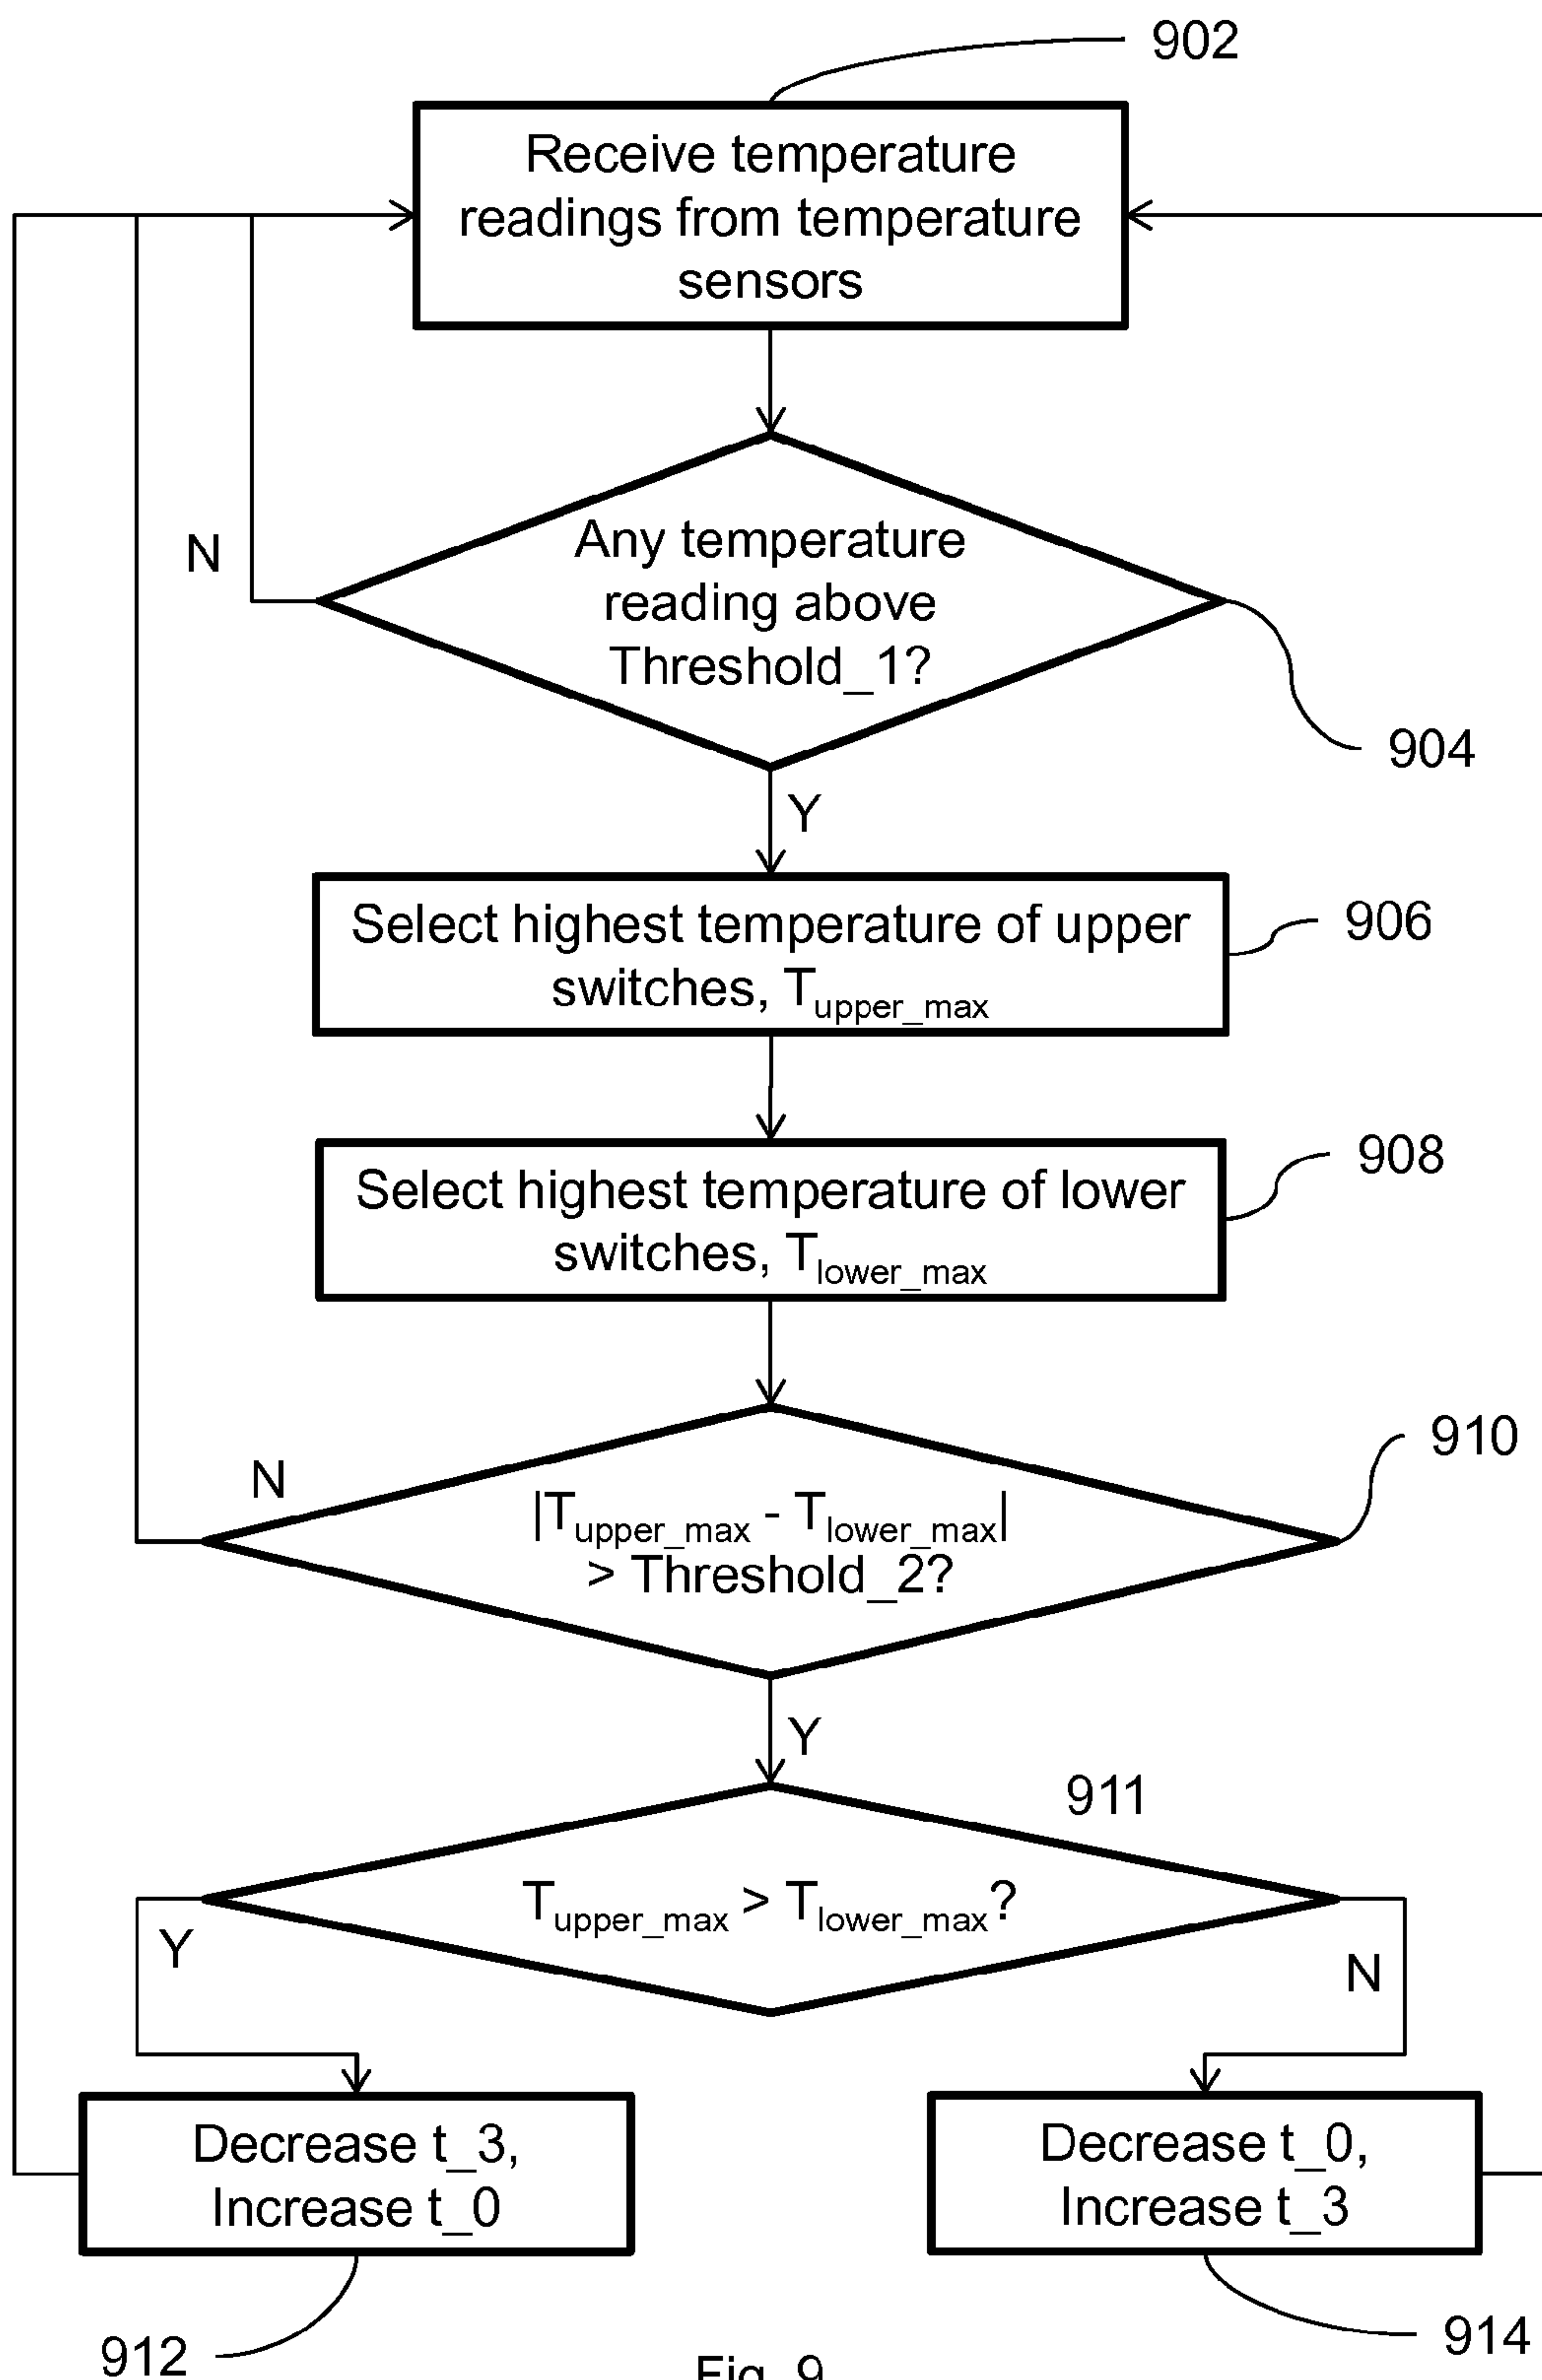 902
Receive temperature
readings from temperature
sensors
N
Any temperature
reading above
Threshold_1?
904
Y
Select highest temperature of upper
switches, Tupper_max
906
Select highest temperature of lower
switches, Tlower_max
908
N
|Tupper_max - Tlower_max|
> Threshold_2?
910
Y
911
Tupper_max > Tlower_max?
Y
N
Decrease t_3,
Increase t_0
Decrease t_0,
Increase t_3
912
914
Fig. 9